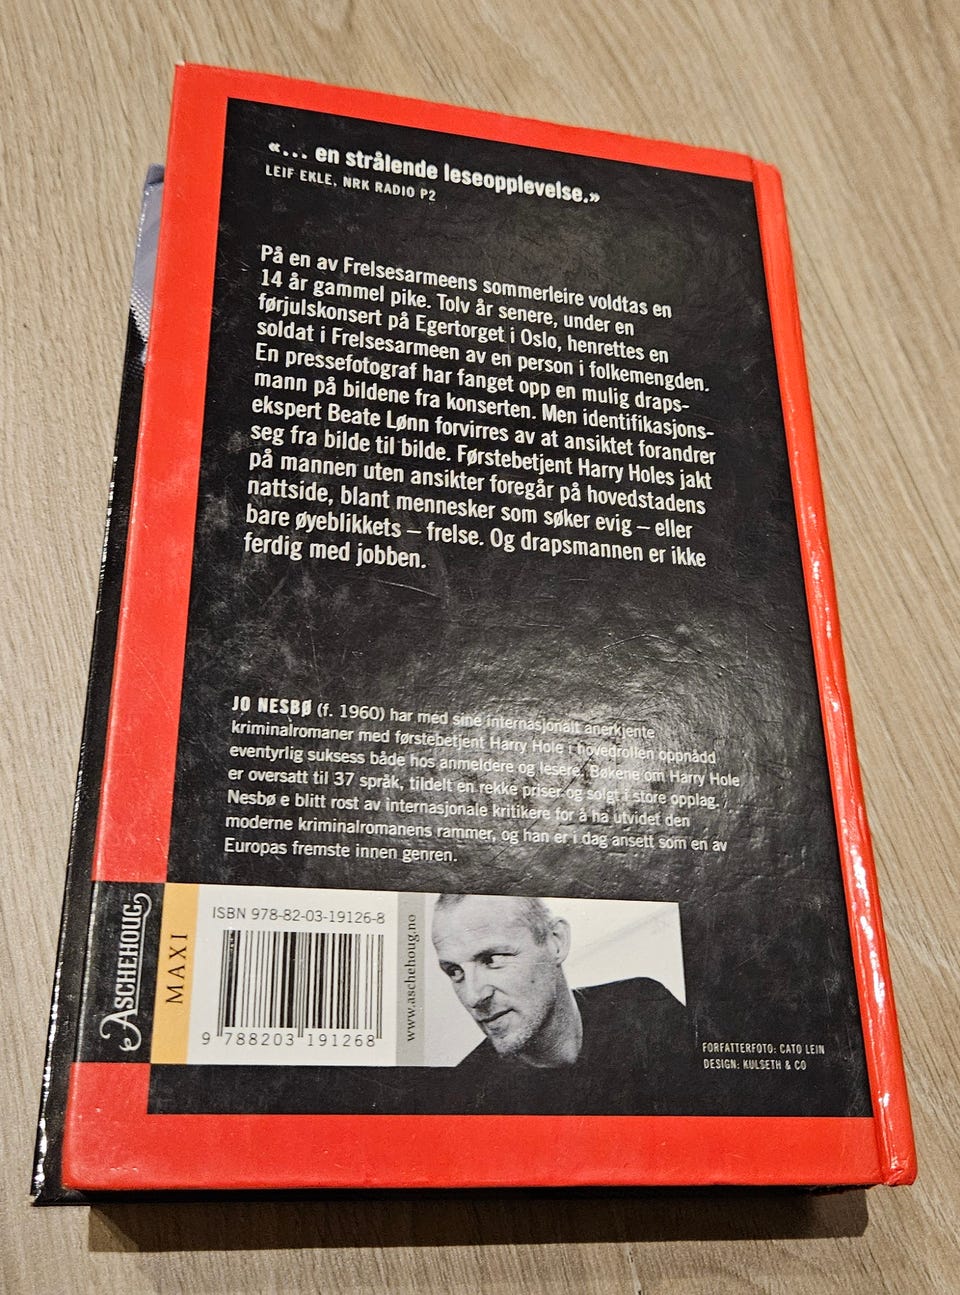 «... en strålende leseopplevelse.»
LEIF EKLE, NRK RADIO P2
På en av Frelsesarmeens sommerleire voldtas en
14 år gammel pike. Tolv år senere, under en
førjulskonsert på Egertorget i Oslo, henrettes en
soldat i Frelsesarmeen av en person i folkemengden.
En pressefotograf har fanget opp en mulig draps-
mann på bildene fra konserten. Men identifikasjons-
ekspert Beate Lønn forvirres av at ansiktet forandrer
seg fra bilde til bilde. Førstebetjent Harry Holes jakt
på mannen uten ansikter foregår på hovedstadens
nattside, blant mennesker som søker evig – eller
bare øyeblikkets – frelse. Og drapsmannen er ikke
ferdig med jobben.
JO NESBØ (f. 1960) har med sine internasjonalt anerkjente
kriminalromaner med førstebetjent Harry Hole i hovedrollen oppnådd
eventyrlig suksess både hos anmeldere og lesere. Bøkene om Harry Hole
er oversatt til 37 språk, tildelt en rekke priser og solgt i store opplag.
Nesbø e blitt rost av internasjonale kritikere for å ha utvidet den
moderne kriminalromanens rammer, og han er i dag ansett som en av
Europas fremste innen genren.
ASCHEHOUG
MAXI
ISBN 978-82-03-19126-8
9 788203 191268
www.aschehoug.no
FORFATTERFOTO: CATO LEIN
DESIGN: KULSETH & CO